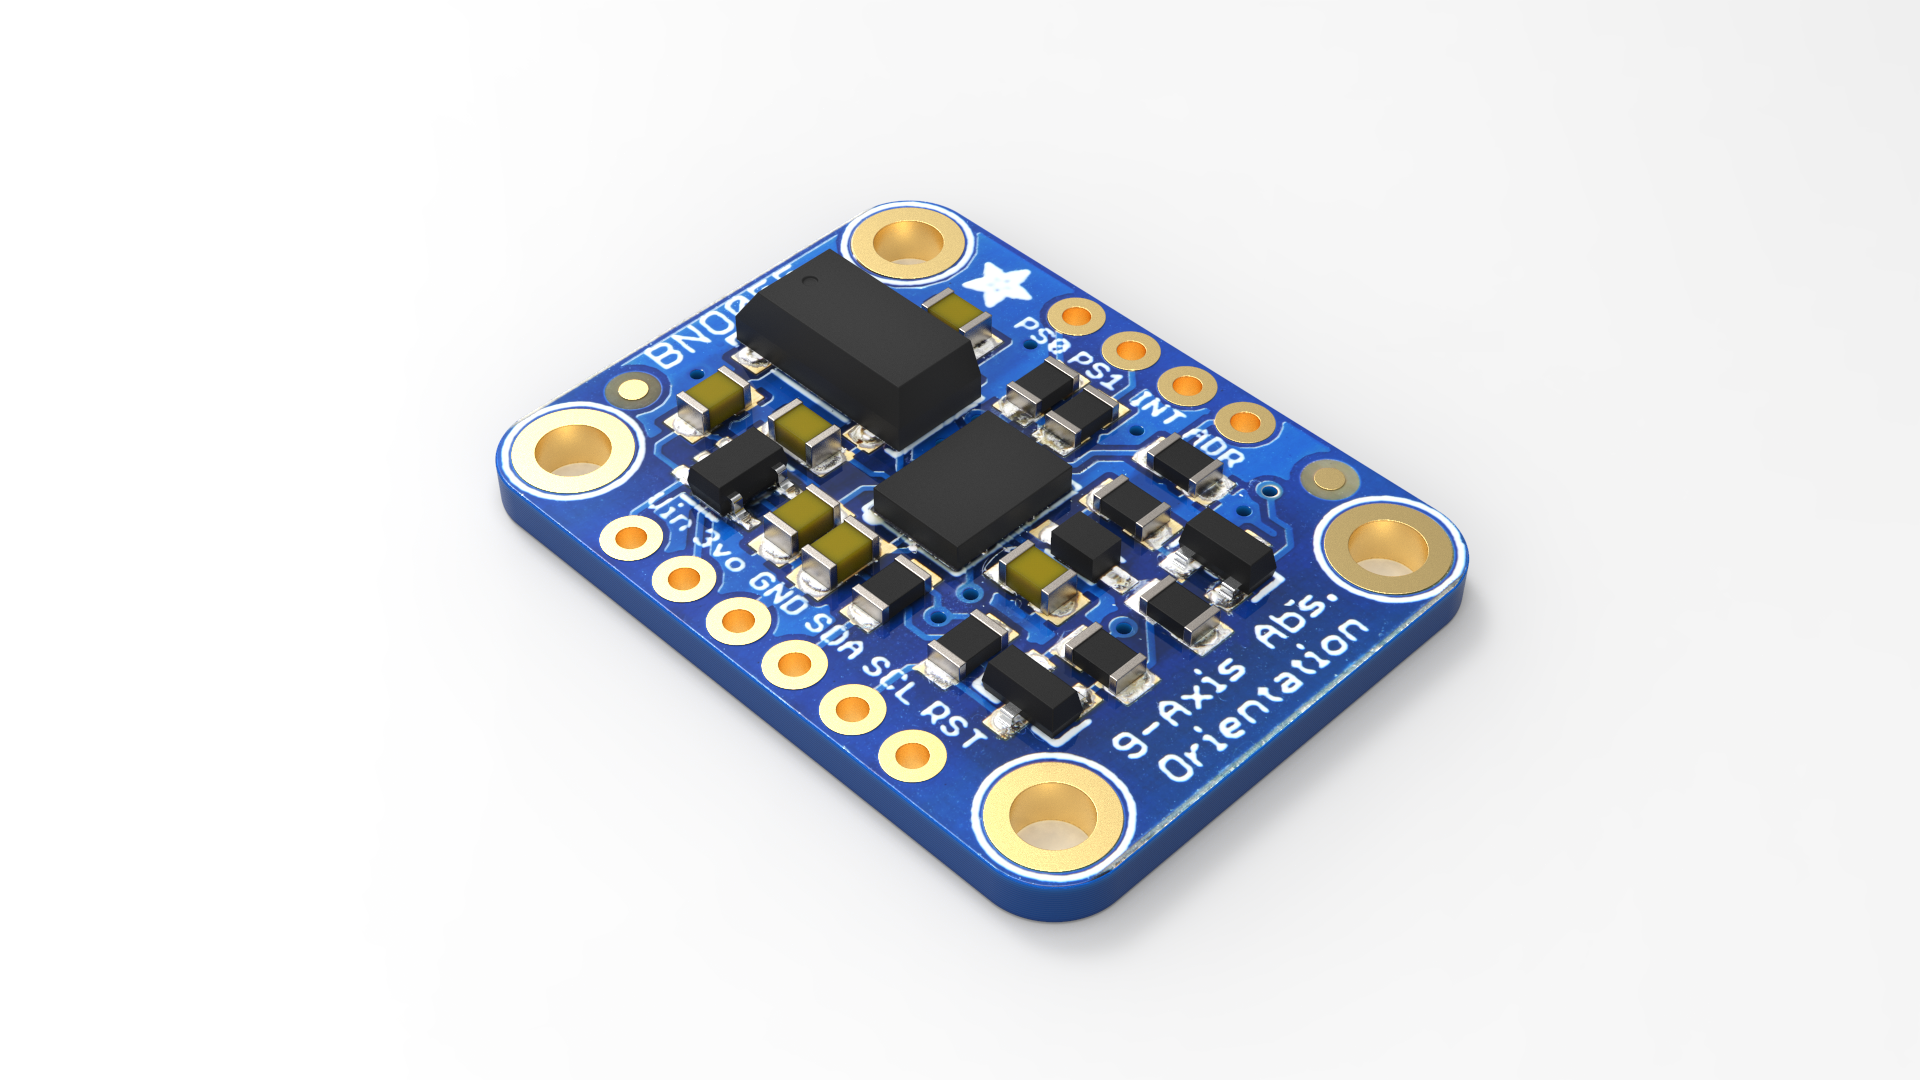 PS0
PS1
INT
ADR
Vin
3vo
GND
SDA
SCL
RST
9-Axis Abs.
Orientation